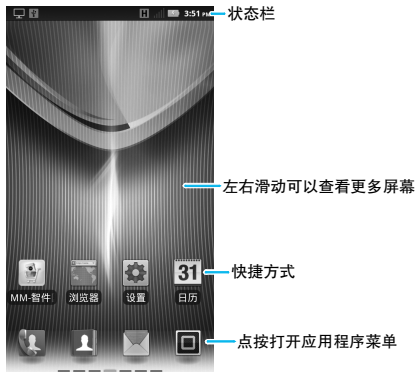 H 3:51 PM 状态栏
左右滑动可以查看更多屏幕
31 快捷方式
MM-智件 浏览器 设置 日历
点按打开应用程序菜单